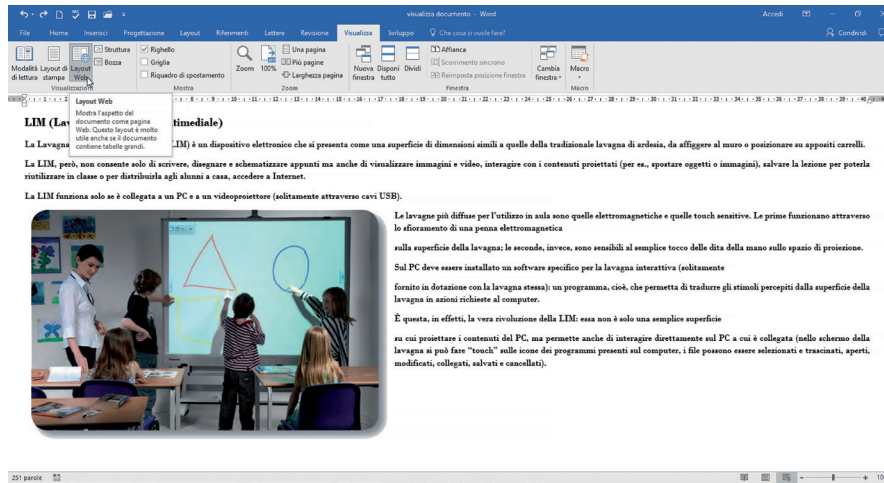 visualizza documento - Word
Accedi
File Home Inserisci Progettazione Layout Riferimenti Lettere Revisione Visualizza Sviluppo Che cosa si vuole fare? Condividi
Modalità di lettura
Layout di stampa
Layout Web
Struttura
Bozza
Visualizzazioni
Righello
Griglia
Riquadro di spostamento
Mostra
Zoom
100%
Una pagina
Più pagine
Larghezza pagina
Zoom
Nuova finestra
Disponi tutto
Dividi
Affianca
Scorrimento sincrono
Reimposta posizione finestra
Finestra
Cambia finestra
Macro
Macro
Layout Web
Mostra l'aspetto del
documento come pagina
Web. Questo layout è molto
utile anche se il documento
contiene tabelle grandi.
LIM (La timediale)
La Lavagna LIM) è un dispositivo elettronico che si presenta come una superficie di dimensioni simili a quelle della tradizionale lavagna di ardesia, da affiggere al muro o posizionare su appositi carrelli.
La LIM, però, non consente solo di scrivere, disegnare e schematizzare appunti ma anche di visualizzare immagini e video, interagire con i contenuti proiettati (per es., spostare oggetti o immagini), salvare la lezione per poterla
riutilizzare in classe o per distribuirla agli alunni a casa, accedere a Internet.
La LIM funziona solo se è collegata a un PC e a un videoproiettore (solitamente attraverso cavi USB).
Le lavagne più diffuse per l'utilizzo in aula sono quelle elettromagnetiche e quelle touch sensitive. Le prime funzionano attraverso
lo sfioramento di una penna elettromagnetica
sulla superficie della lavagna; le seconde, invece, sono sensibili al semplice tocco delle dita della mano sullo spazio di proiezione.
Sul PC deve essere installato un software specifico per la lavagna interattiva (solitamente
fornito in dotazione con la lavagna stessa): un programma, cioè, che permetta di tradurre gli stimoli percepiti dalla superficie della
lavagna in azioni richieste al computer.
È questa, in effetti, la vera rivoluzione della LIM: essa non è solo una semplice superficie
su cui proiettare i contenuti del PC, ma permette anche di interagire direttamente sul PC a cui è collegata (nello schermo della
lavagna si può fare “touch” sulle icone dei programmi presenti sul computer, i file possono essere selezionati e trascinati, aperti,
modificati, collegati, salvati e cancellati).
251 parole